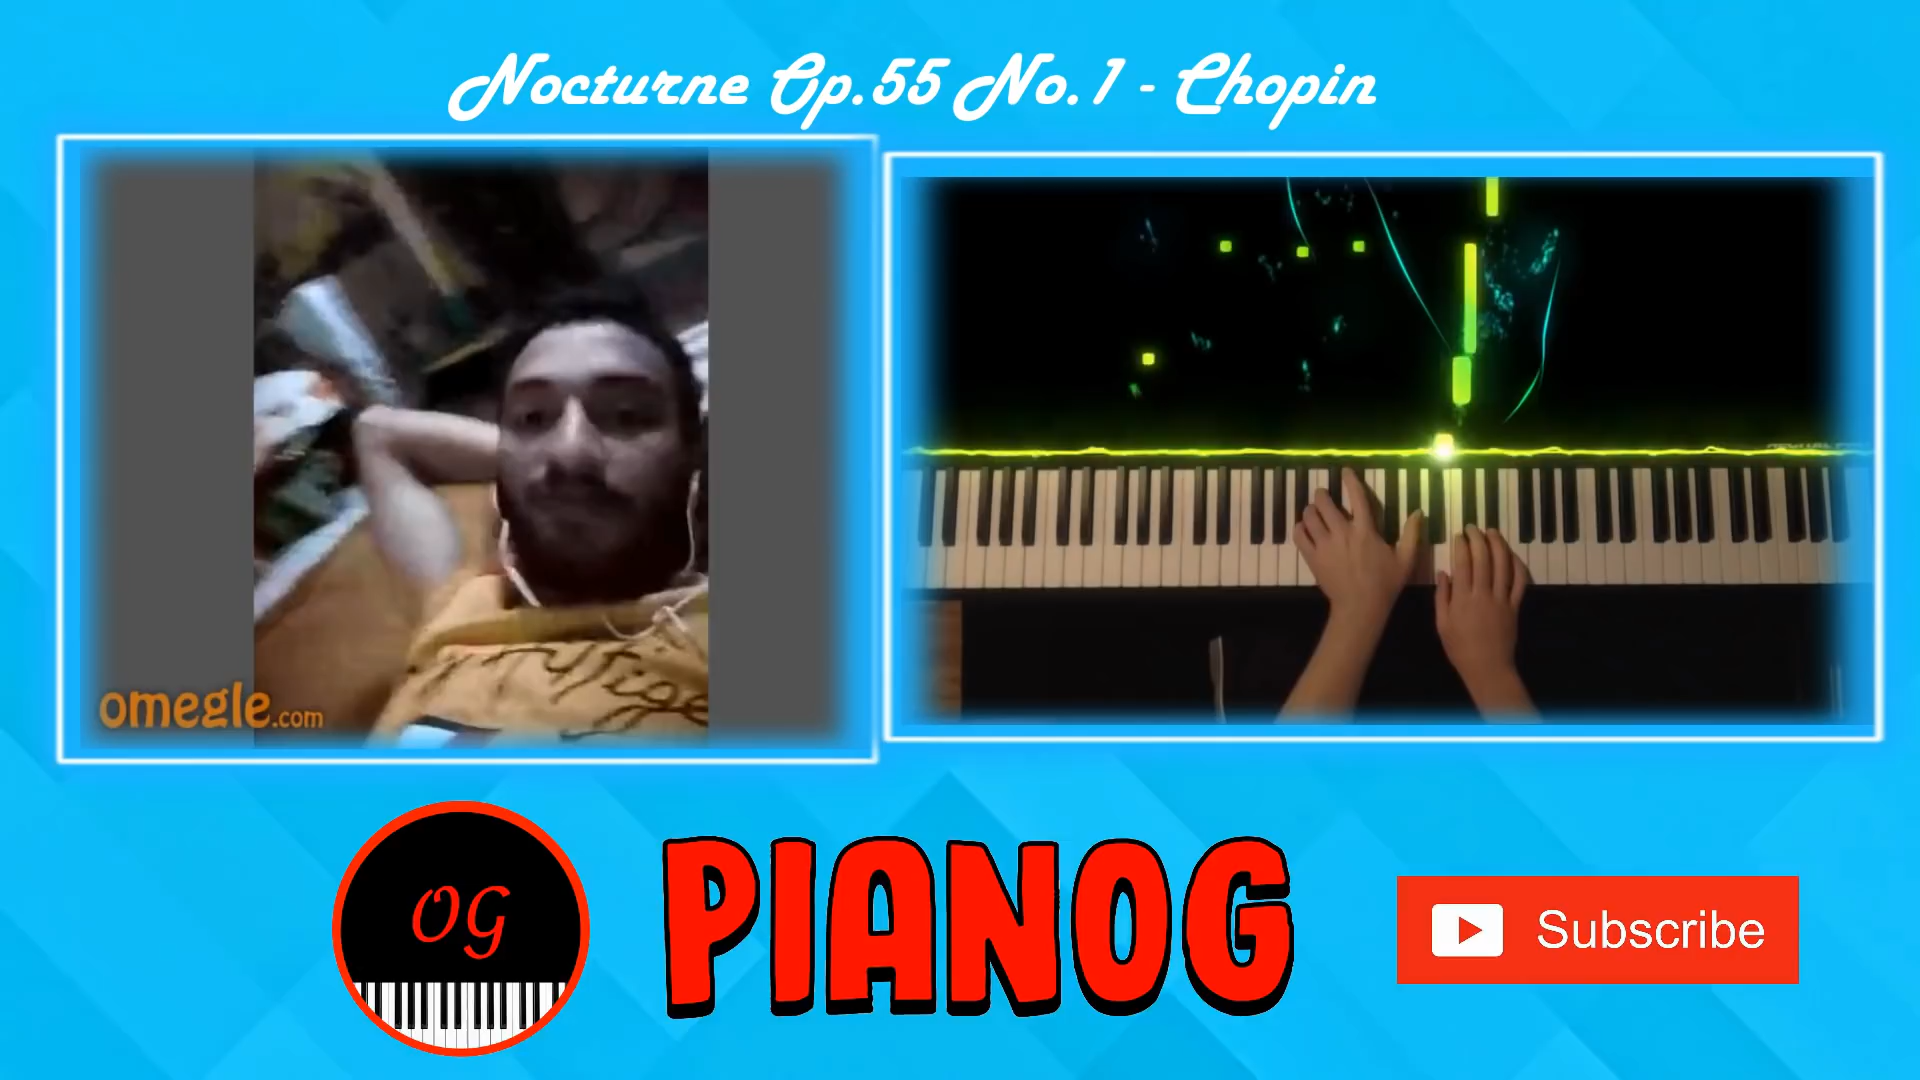 Nocturne Op.55 No.1 - Chopin
omegle.com
OG
PIANOG
Subscribe